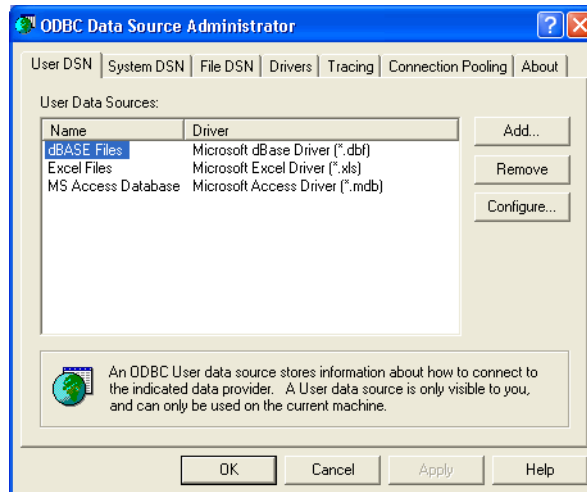 ODBC Data Source Administrator
User DSN System DSN File DSN Drivers Tracing Connection Pooling About
User Data Sources:
Name Driver
dBASE Files Microsoft dBase Driver (*.dbf)
Excel Files Microsoft Excel Driver (*.xls)
MS Access Database Microsoft Access Driver (*.mdb)
Add...
Remove
Configure...
An ODBC User data source stores information about how to connect to
the indicated data provider. A User data source is only visible to you,
and can only be used on the current machine.
OK Cancel Apply Help